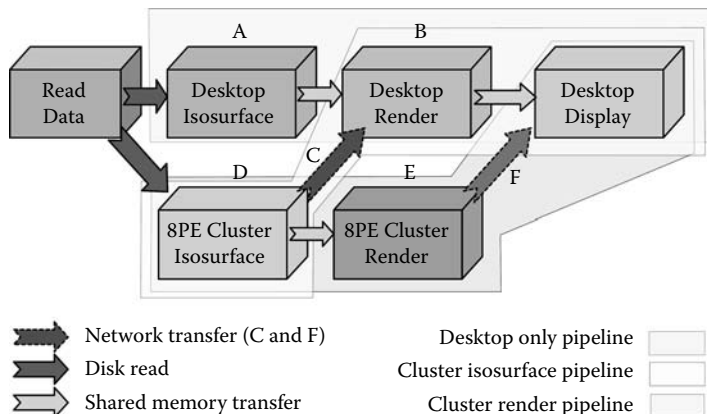 A
B
Read
Data
Desktop
Isosurface
Desktop
Render
Desktop
Display
C
D
E
F
8PE Cluster
Isosurface
8PE Cluster
Render
Network transfer (C and F)
Disk read
Shared memory transfer
Desktop only pipeline
Cluster isosurface pipeline
Cluster render pipeline